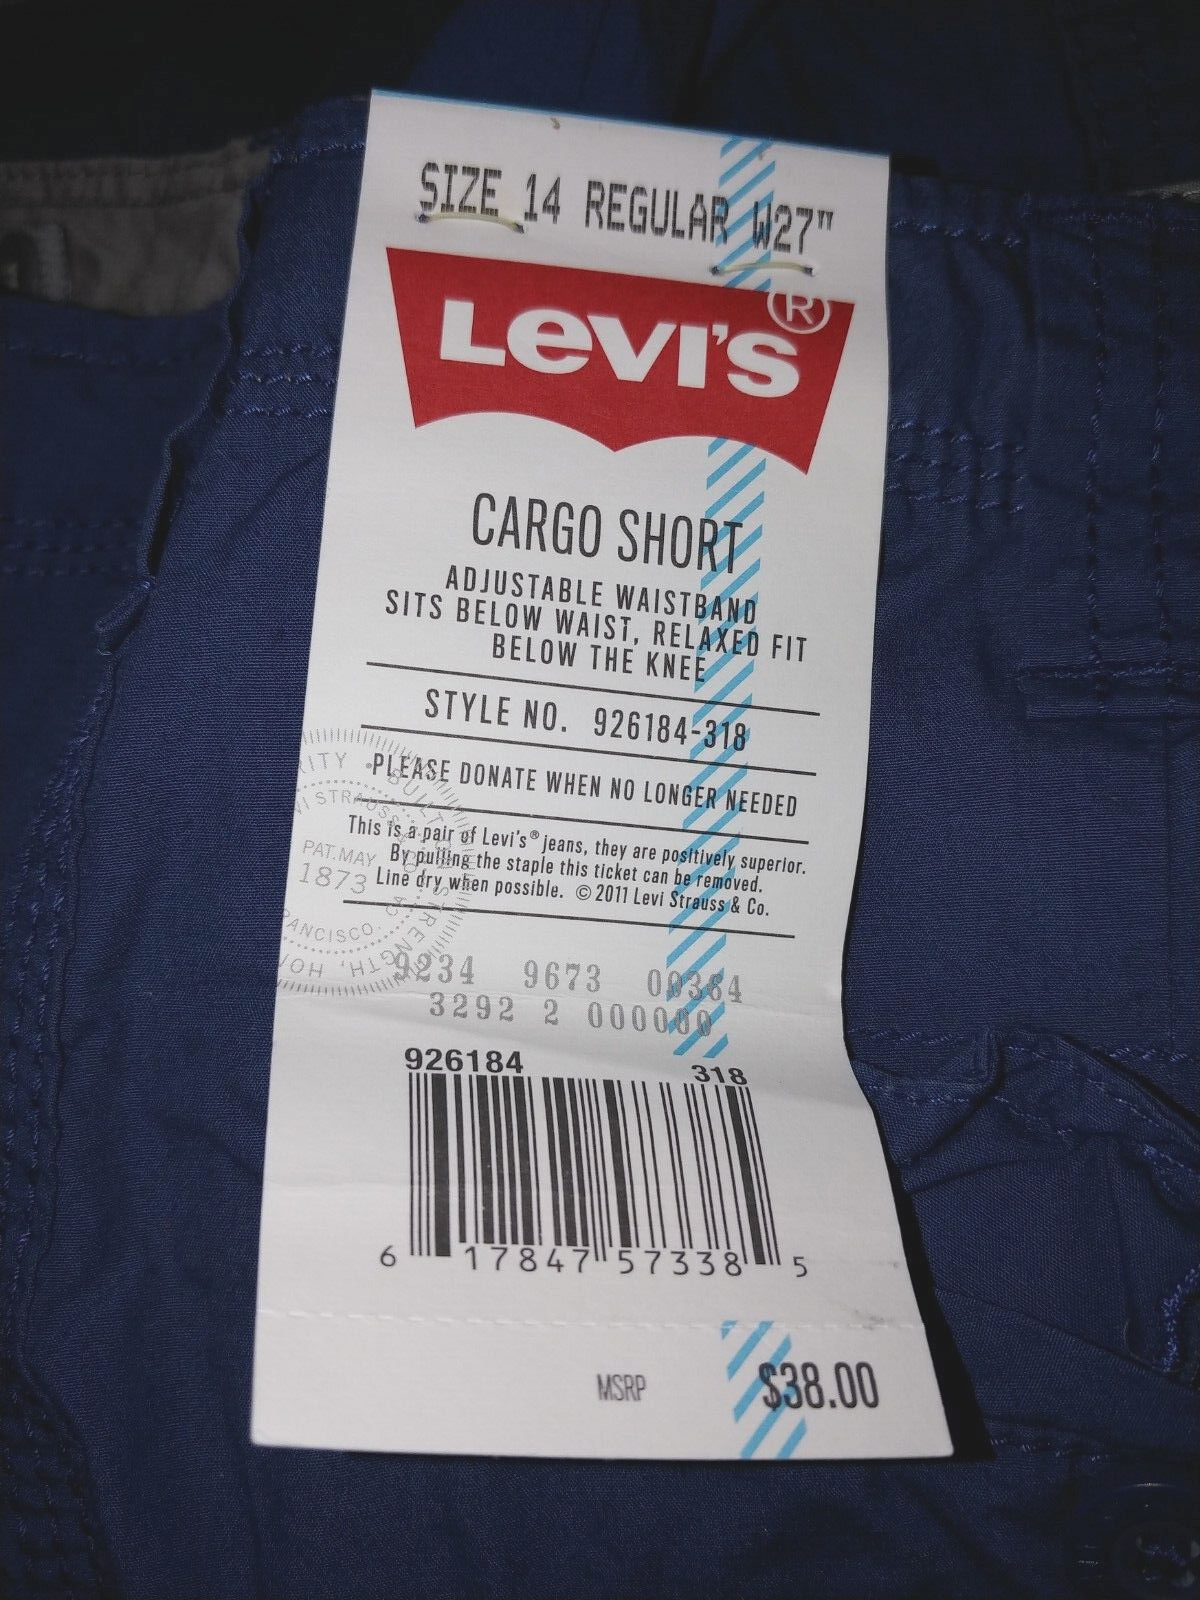 SIZE 14 REGULAR W27"
LEVI'S®
CARGO SHORT
ADJUSTABLE WAISTBAND
SITS BELOW WAIST, RELAXED FIT
BELOW THE KNEE
STYLE NO. 926184-318
PLEASE DONATE WHEN NO LONGER NEEDED
This is a pair of Levi's® jeans, they are positively superior.
By pulling the staple this ticket can be removed.
Line dry when possible. © 2011 Levi Strauss & Co.
PAT. MAY
1873
9234 9673 00384
3292 2 000000
926184 318
6 17847 57338 5
MSRP $38.00